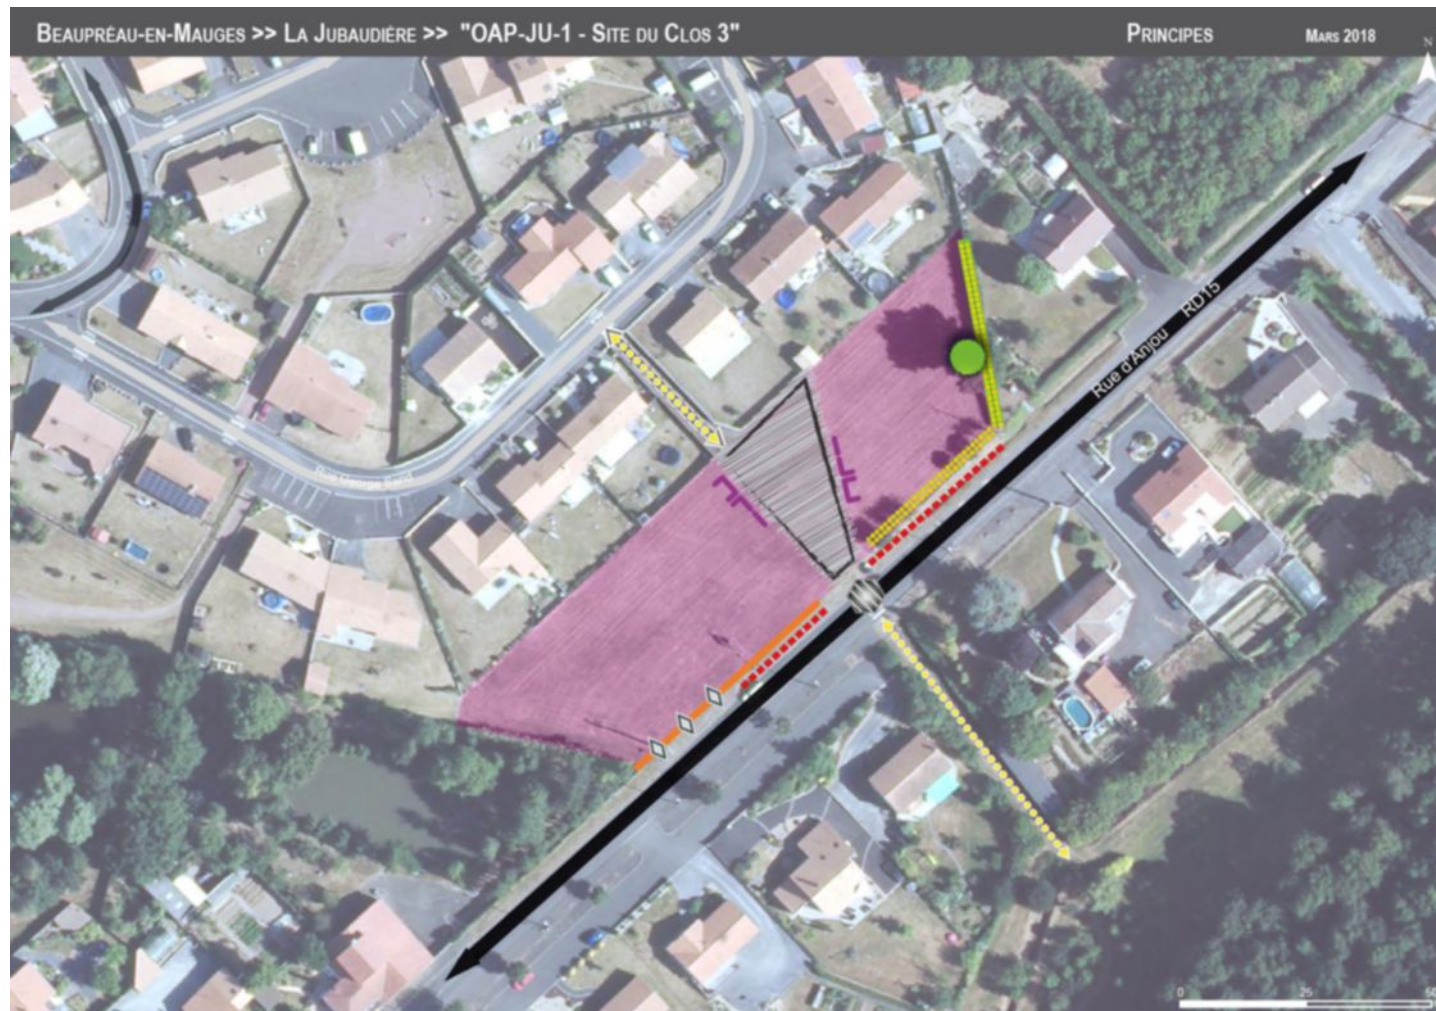 BEAUPRÉAU-EN-MAUGES >> LA JUBAUDIÈRE >> "OAP-JU-1 - SITE DU CLOS 3"
PRINCIPES
MARS 2018
N
Rue d'Anjou RD15
0 25 50